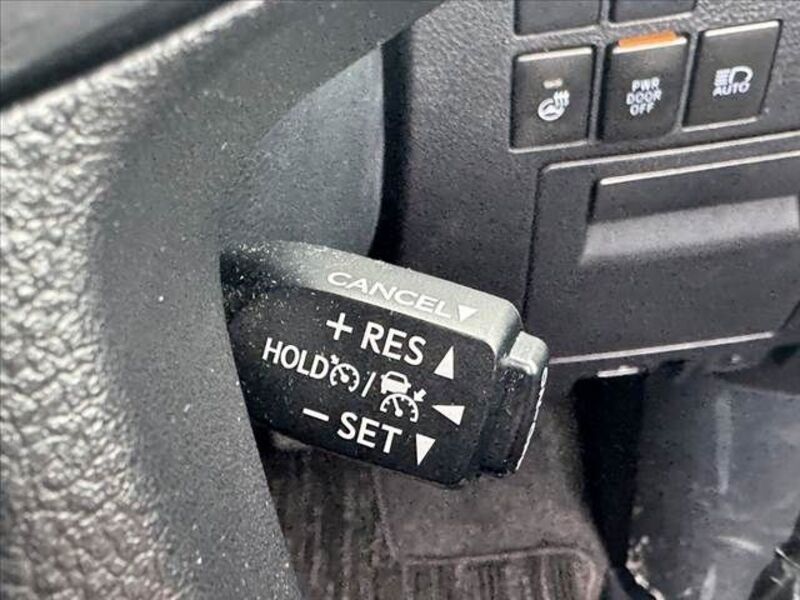 PWR
DOOR
OFF
AUTO
CANCEL
+ RES
HOLD /
- SET